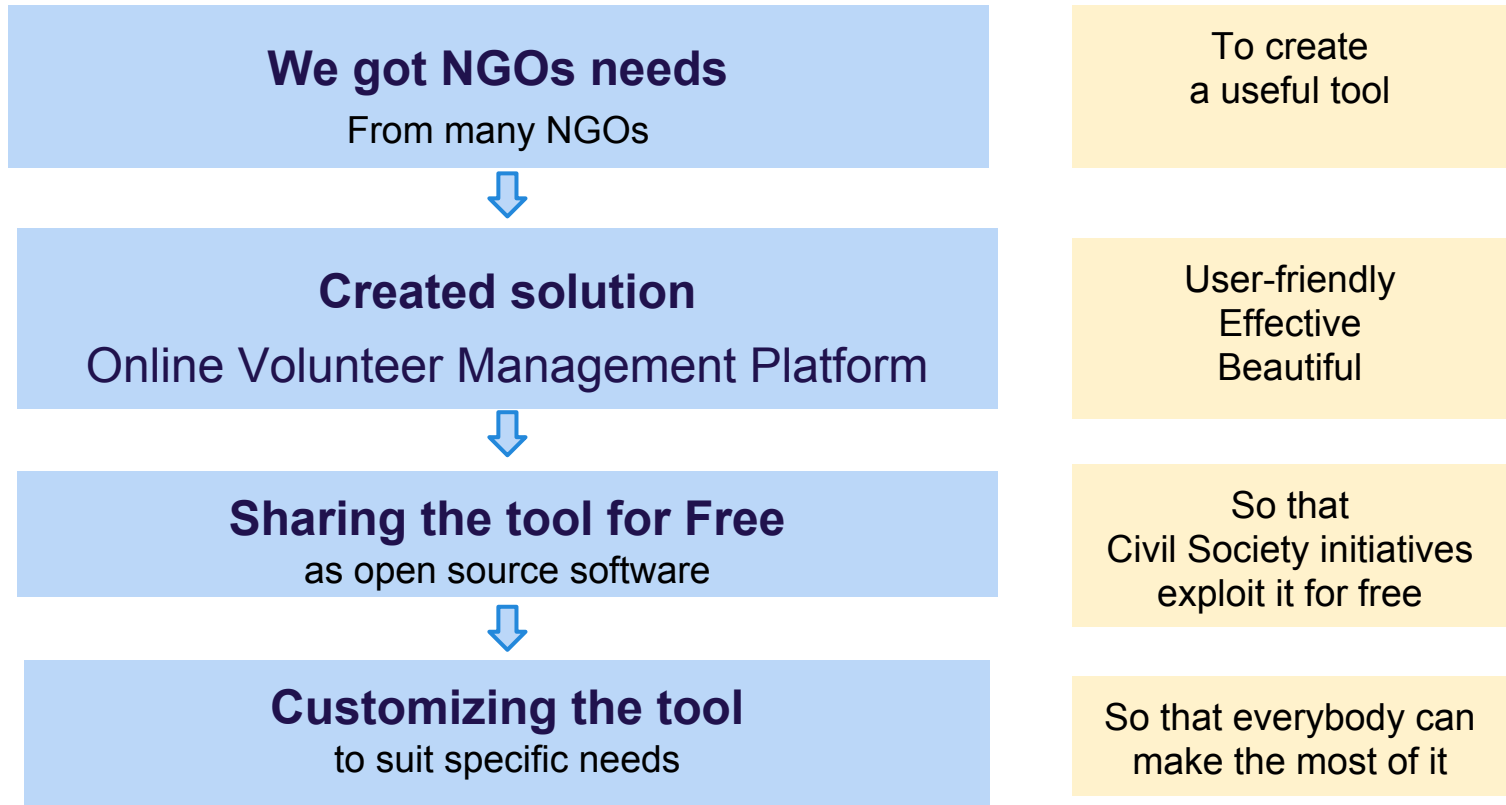 We got NGOs needs
From many NGOs
To create
a useful tool
Created solution
Online Volunteer Management Platform
User-friendly
Effective
Beautiful
Sharing the tool for Free
as open source software
So that
Civil Society initiatives
exploit it for free
Customizing the tool
to suit specific needs
So that everybody can
make the most of it